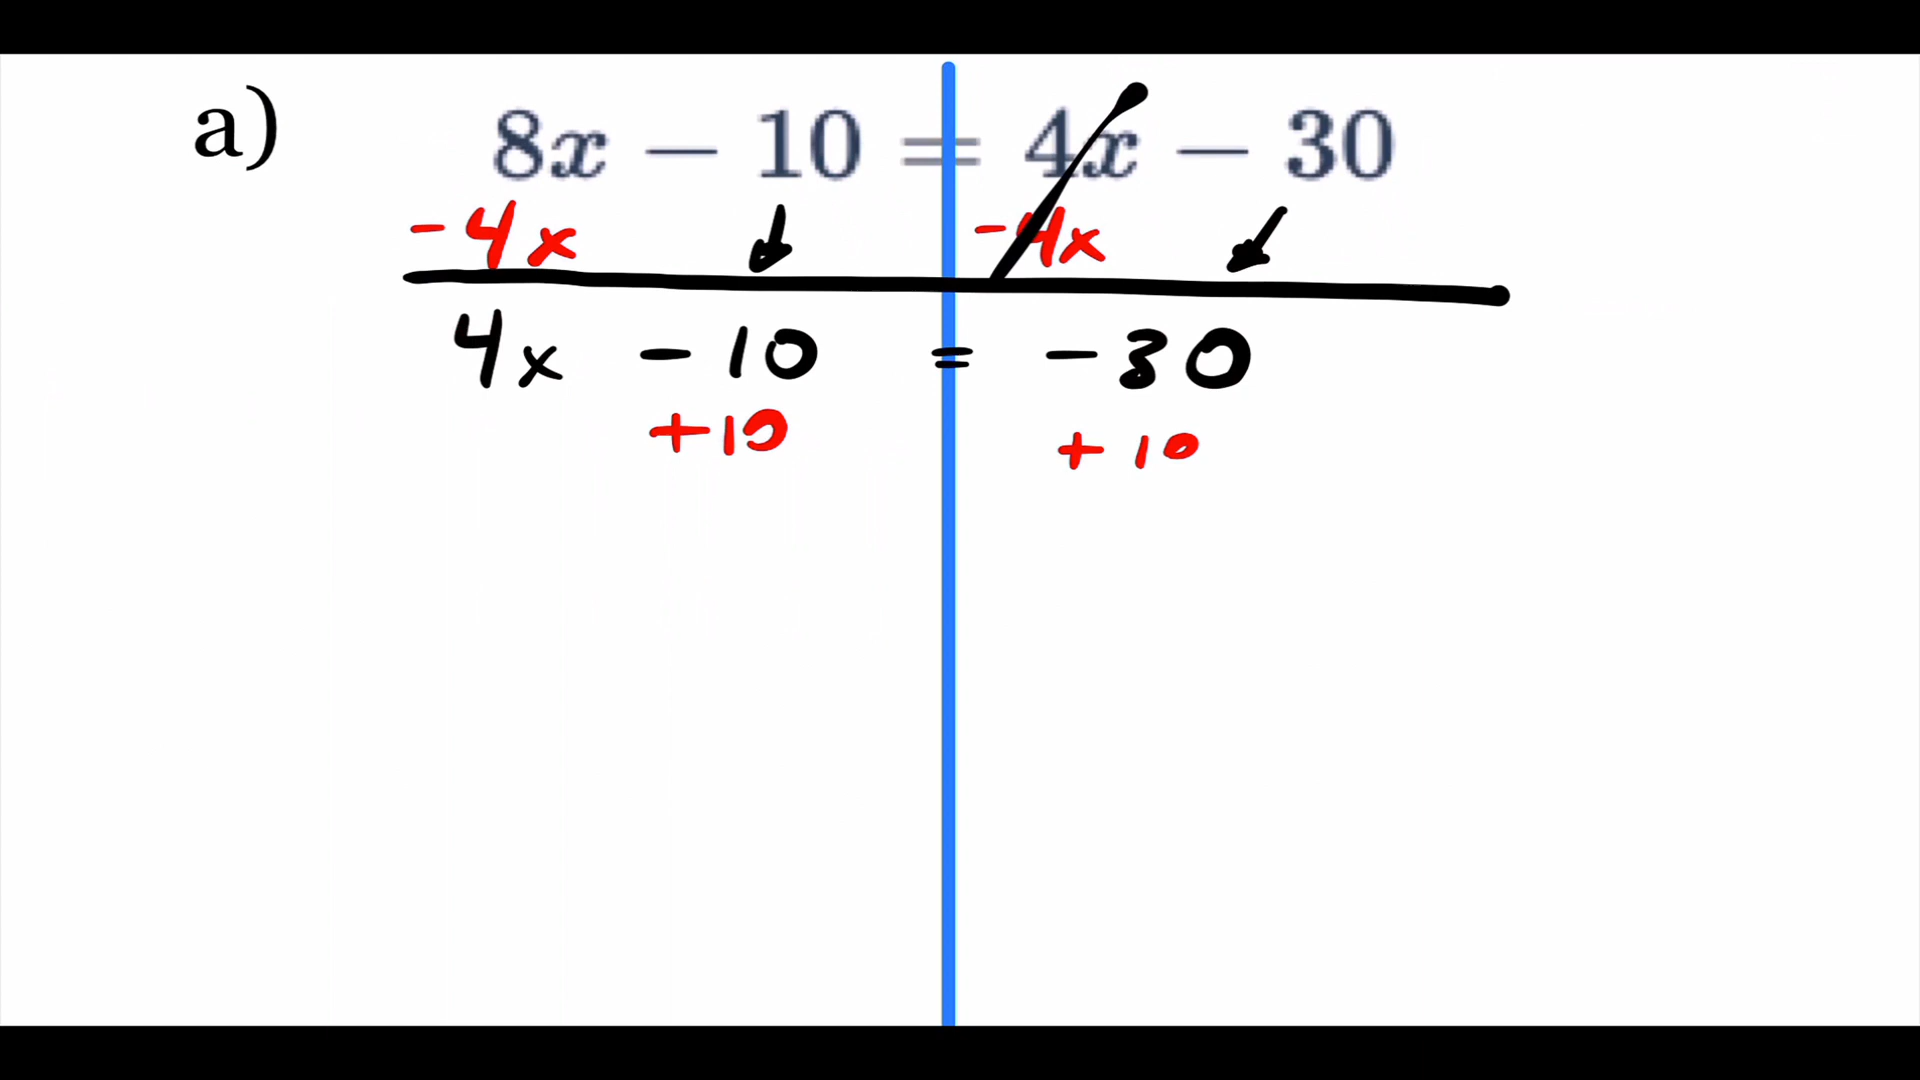 a) 8x − 10 = 4x − 30
-4x -4x
4x - 10 = -30
+10 +10